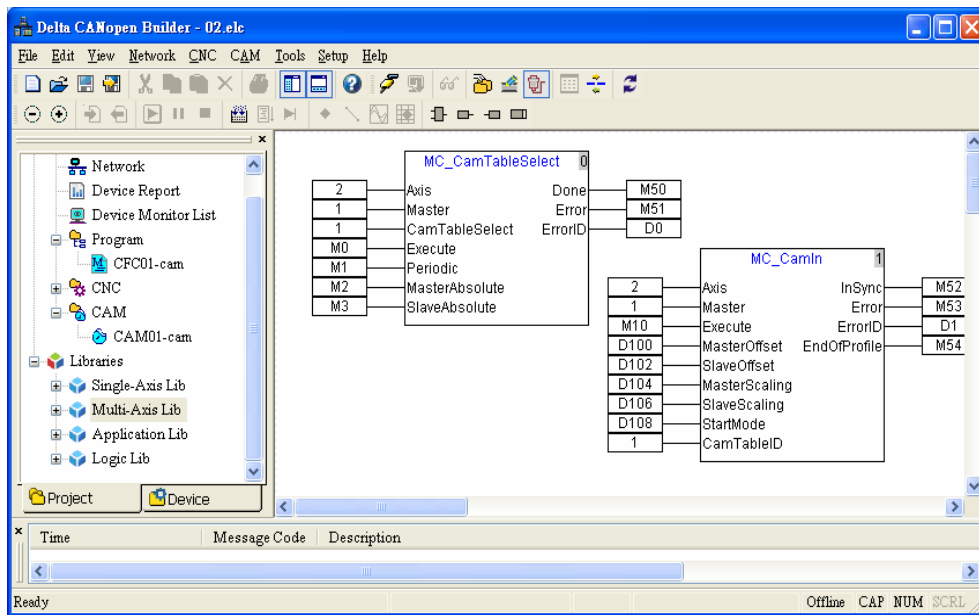 Delta CANopen Builder - 02.elc
File Edit View Network CNC CAM Tools Setup Help
Network
Device Report
Device Monitor List
Program
CFC01-cam
CNC
CAM
CAM01-cam
Libraries
Single-Axis Lib
Multi-Axis Lib
Application Lib
Logic Lib
Project Device
MC_CamTableSelect 0
2 Axis Done M50
1 Master Error M51
1 CamTableSelect ErrorID D0
M0 Execute
M1 Periodic
M2 MasterAbsolute
M3 SlaveAbsolute
MC_CamIn 1
2 Axis InSync M52
1 Master Error M53
M10 Execute ErrorID D1
D100 MasterOffset EndOfProfile M54
D102 SlaveOffset
D104 MasterScaling
D106 SlaveScaling
D108 StartMode
1 CamTableID
Time Message Code Description
Ready Offline CAP NUM SCRL